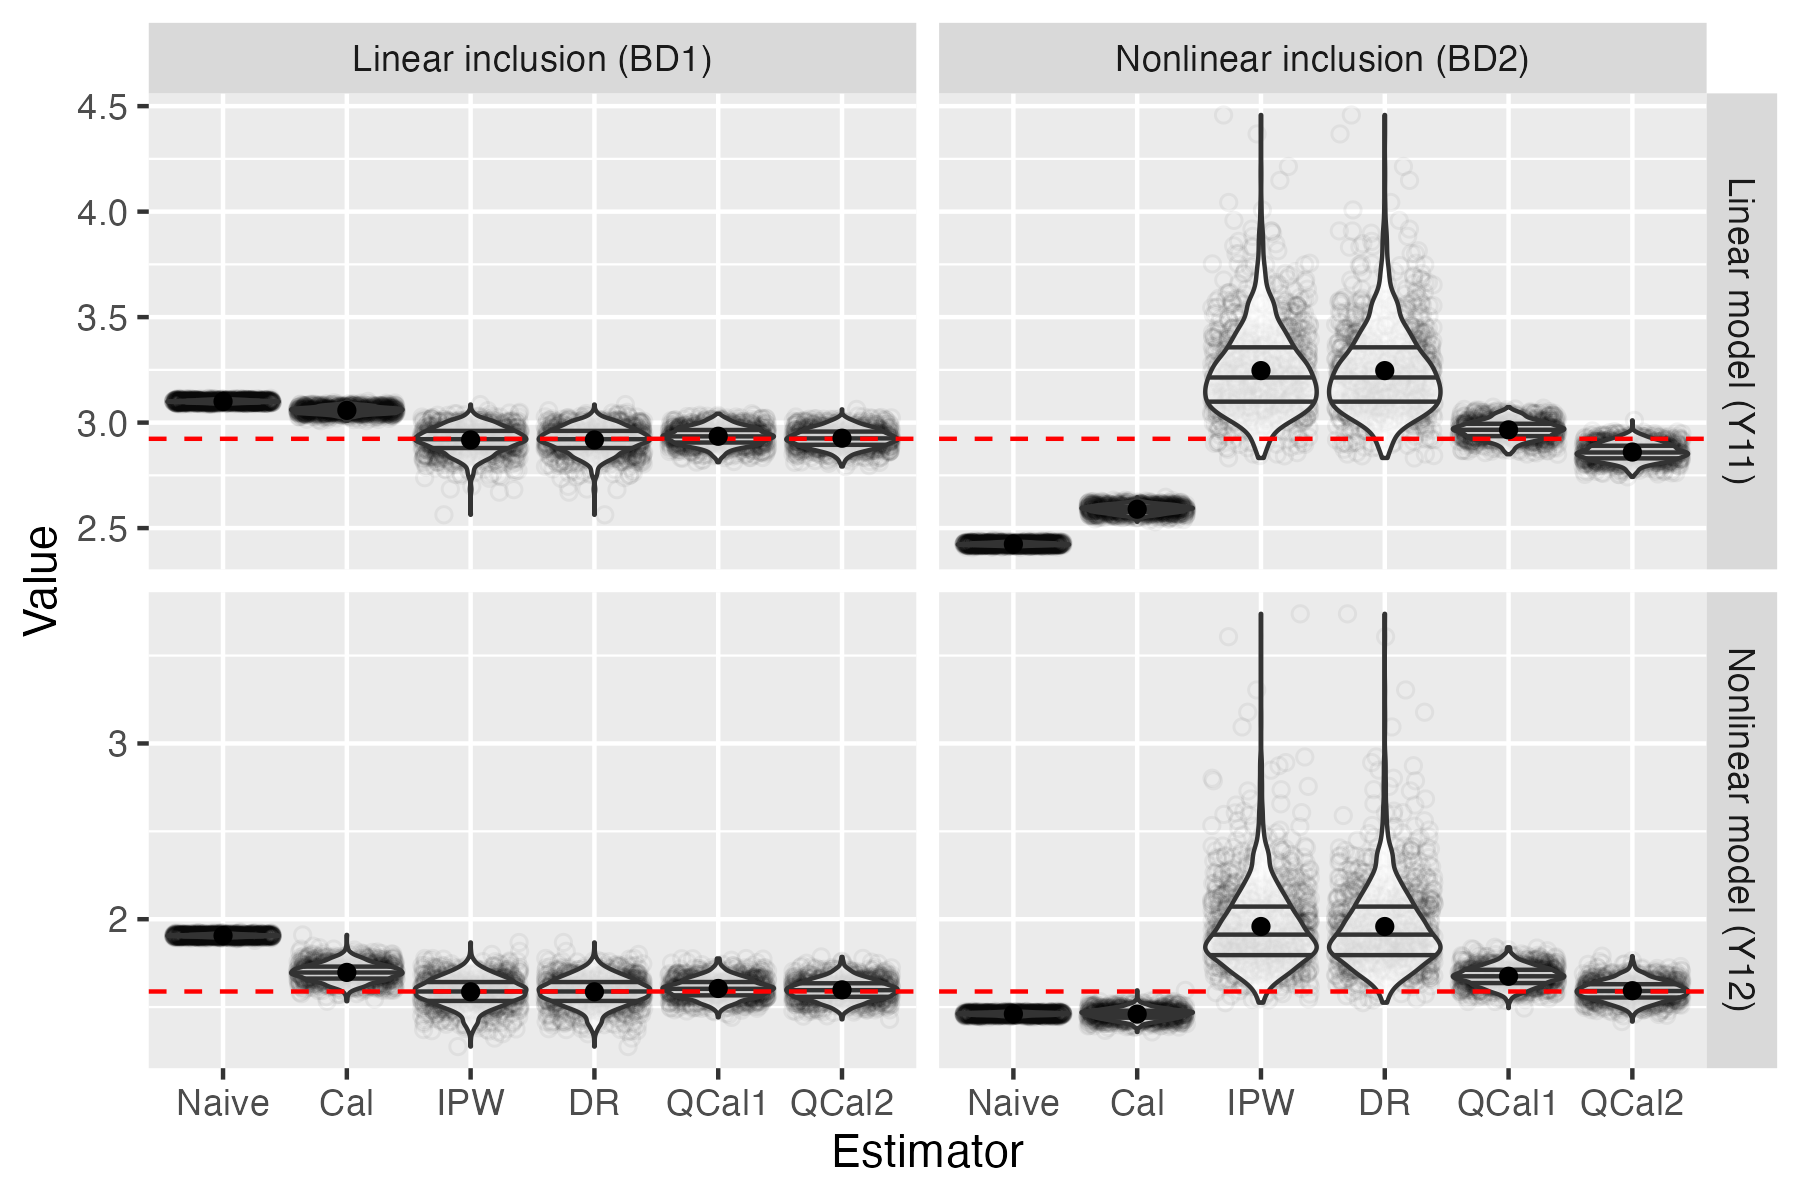 Linear inclusion (BD1)
Nonlinear inclusion (BD2)
4.5
4.0
3.5
3.0
2.5
Linear model (Y11)
Value
3
2
Nonlinear model (Y12)
Naive Cal IPW DR QCal1 QCal2
Naive Cal IPW DR QCal1 QCal2
Estimator